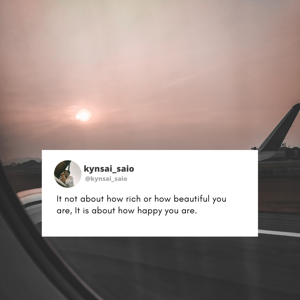 kynsai_saio
@kynsai_saio
It not about how rich or how beautiful you
are, It is about how happy you are.